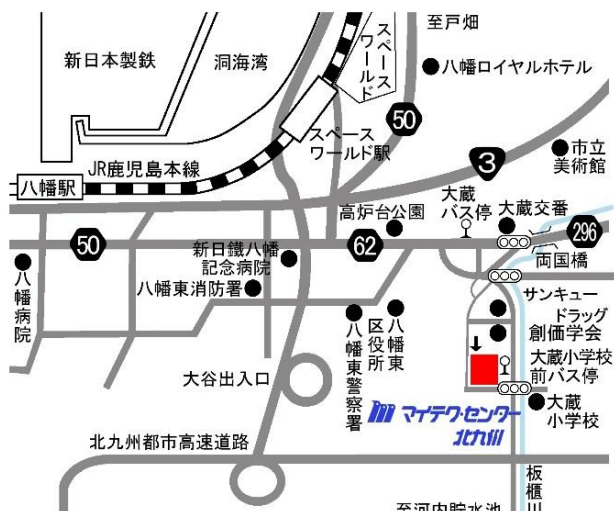 至戸畑
新日本製鉄
洞海湾
スペース
ワールド
八幡ロイヤルホテル
50
スペース
ワールド駅
市立
美術館
3
JR鹿児島本線
八幡駅
大蔵
バス停
大蔵交番
高炉台公園
296
50
62
新日鐵八幡
記念病院
両国橋
八幡病院
八幡東消防署
サンキュー
ドラッグ
創価学会
八幡東
区役所
八幡東警察署
大蔵小学校
前バス停
大谷出入口
マイテク・センター
北九州
大蔵
小学校
北九州都市高速道路
板櫃川
至河内貯水池